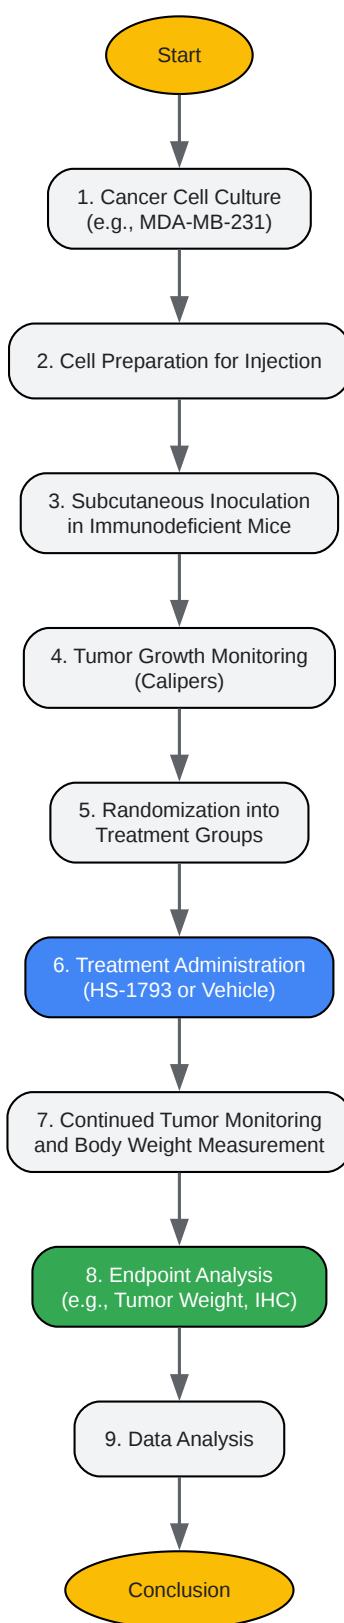 Start
1. Cancer Cell Culture
(e.g., MDA-MB-231)
2. Cell Preparation for Injection
3. Subcutaneous Inoculation
in Immunodeficient Mice
4. Tumor Growth Monitoring
(Calipers)
5. Randomization into
Treatment Groups
6. Treatment Administration
(HS-1793 or Vehicle)
7. Continued Tumor Monitoring
and Body Weight Measurement
8. Endpoint Analysis
(e.g., Tumor Weight, IHC)
9. Data Analysis
Conclusion